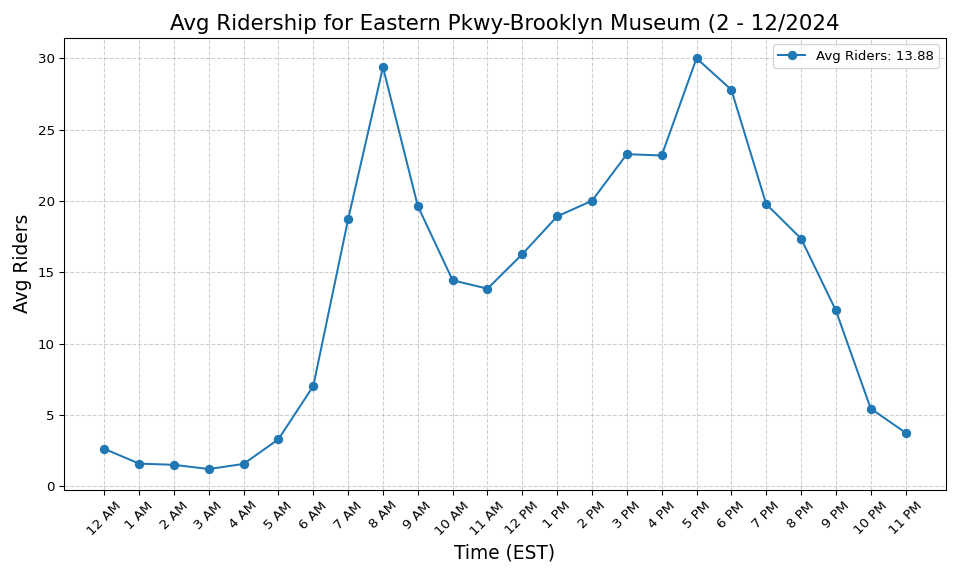 Avg Ridership for Eastern Pkwy-Brooklyn Museum (2 - 12/2024
Avg Riders: 13.88
Avg Riders
30
25
20
15
10
5
0
12 AM
1 AM
2 AM
3 AM
4 AM
5 AM
6 AM
7 AM
8 AM
9 AM
10 AM
11 AM
12 PM
1 PM
2 PM
3 PM
4 PM
5 PM
6 PM
7 PM
8 PM
9 PM
10 PM
11 PM
Time (EST)